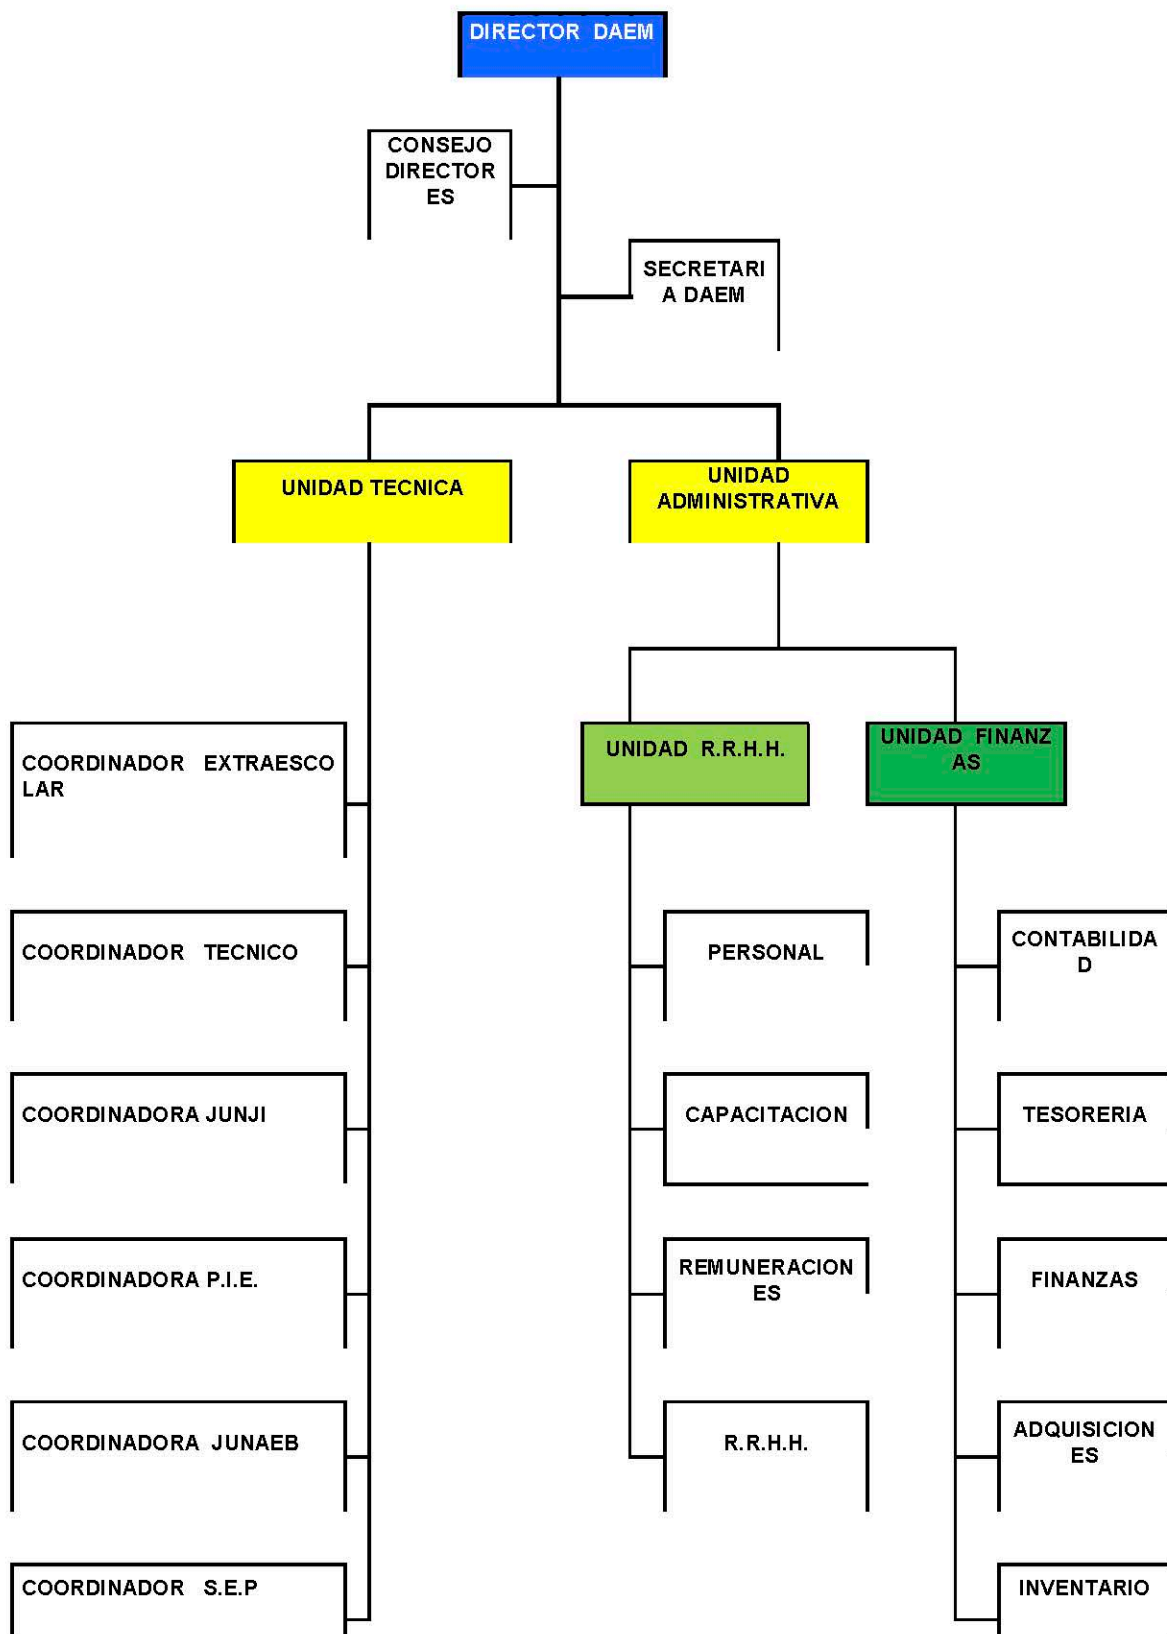 DIRECTOR DAEM
CONSEJO
DIRECTOR
ES
SECRETARI
A DAEM
UNIDAD TECNICA
UNIDAD
ADMINISTRATIVA
COORDINADOR EXTRAESCO
LAR
UNIDAD R.R.H.H.
UNIDAD FINANZ
AS
COORDINADOR TECNICO
PERSONAL
CONTABILIDA
D
COORDINADORA JUNJI
CAPACITACION
TESORERIA
COORDINADORA P.I.E.
REMUNERACION
ES
FINANZAS
COORDINADORA JUNAEB
R.R.H.H.
ADQUISICION
ES
COORDINADOR S.E.P
INVENTARIO